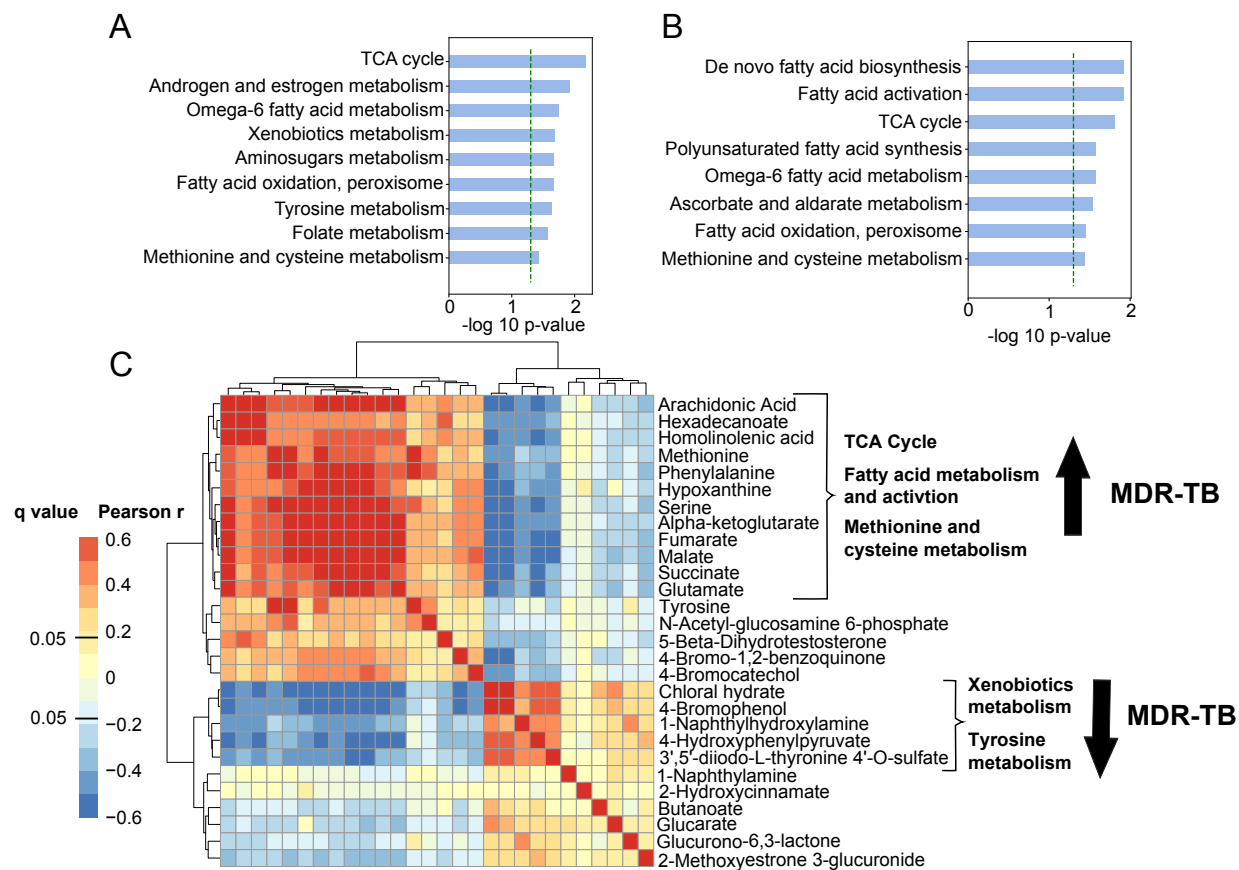 A
TCA cycle
Androgen and estrogen metabolism
Omega-6 fatty acid metabolism
Xenobiotics metabolism
Aminosugars metabolism
Fatty acid oxidation, peroxisome
Tyrosine metabolism
Folate metabolism
Methionine and cysteine metabolism
0 1 2
-log 10 p-value
B
De novo fatty acid biosynthesis
Fatty acid activation
TCA cycle
Polyunsaturated fatty acid synthesis
Omega-6 fatty acid metabolism
Ascorbate and aldarate metabolism
Fatty acid oxidation, peroxisome
Methionine and cysteine metabolism
0 1 2
-log 10 p-value
C
q value Pearson r
0.6
0.4
0.05 0.2
0
0.05 −0.2
−0.4
−0.6
Arachidonic Acid
Hexadecanoate
Homolinolenic acid
Methionine
Phenylalanine
Hypoxanthine
Serine
Alpha-ketoglutarate
Fumarate
Malate
Succinate
Glutamate
Tyrosine
N-Acetyl-glucosamine 6-phosphate
5-Beta-Dihydrotestosterone
4-Bromo-1,2-benzoquinone
4-Bromocatechol
Chloral hydrate
4-Bromophenol
1-Naphthylhydroxylamine
4-Hydroxyphenylpyruvate
3',5'-diiodo-L-thyronine 4'-O-sulfate
1-Naphthylamine
2-Hydroxycinnamate
Butanoate
Glucarate
Glucurono-6,3-lactone
2-Methoxyestrone 3-glucuronide
TCA Cycle
Fatty acid metabolism
and activtion
Methionine and
cysteine metabolism
MDR-TB
Xenobiotics
metabolism
Tyrosine
metabolism
MDR-TB